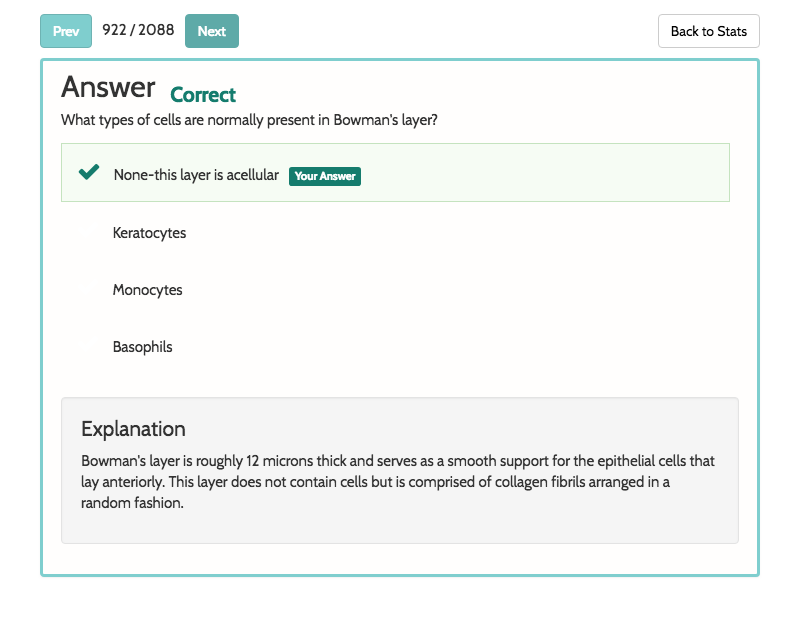 Prev 922 / 2088 Next Back to Stats
Answer Correct
What types of cells are normally present in Bowman's layer?
None-this layer is acellular Your Answer
Keratocytes
Monocytes
Basophils
Explanation
Bowman's layer is roughly 12 microns thick and serves as a smooth support for the epithelial cells that
lay anteriorly. This layer does not contain cells but is comprised of collagen fibrils arranged in a
random fashion.